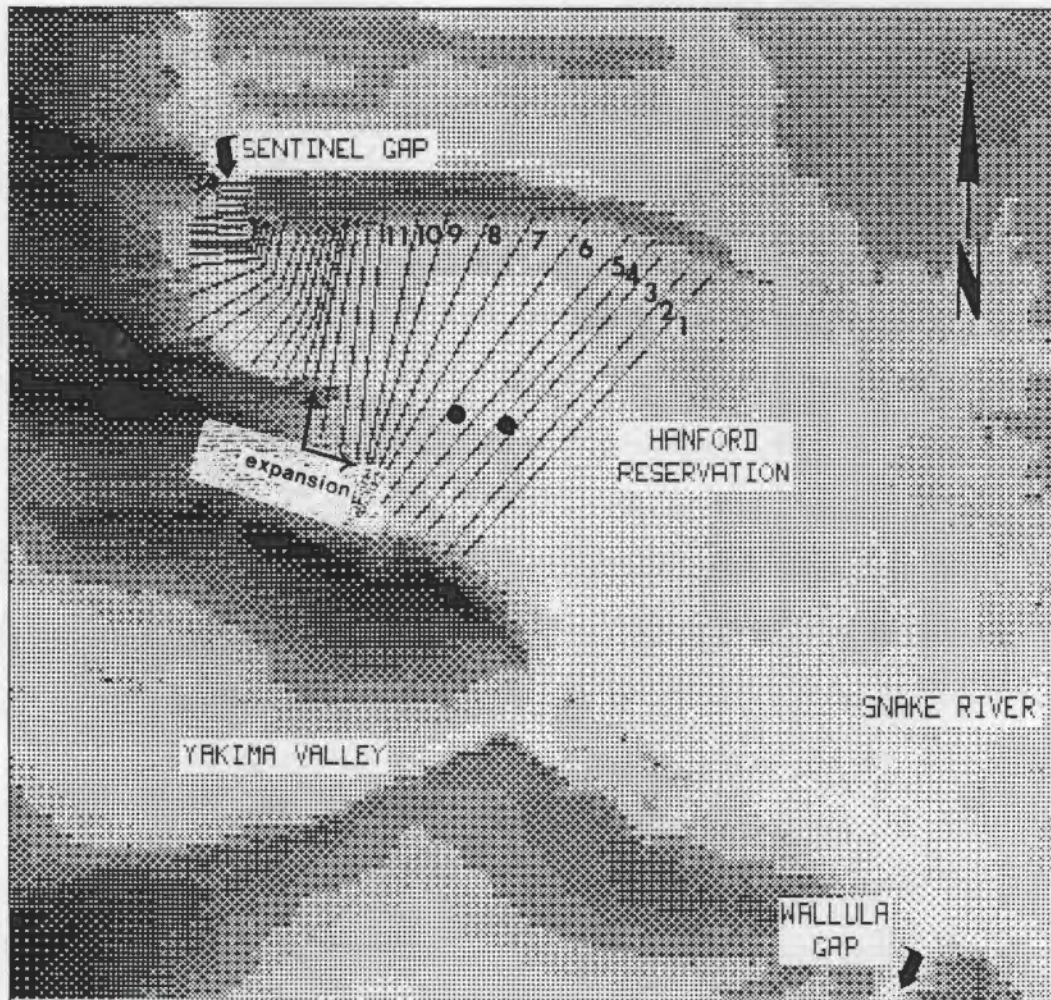 SENTINEL GAP
11 10 9 8 7 6 5 4 3 2 1
expansion
HANFORD
RESERVATION
N
SNAKE RIVER
YAKIMA VALLEY
WALLULA
GAP